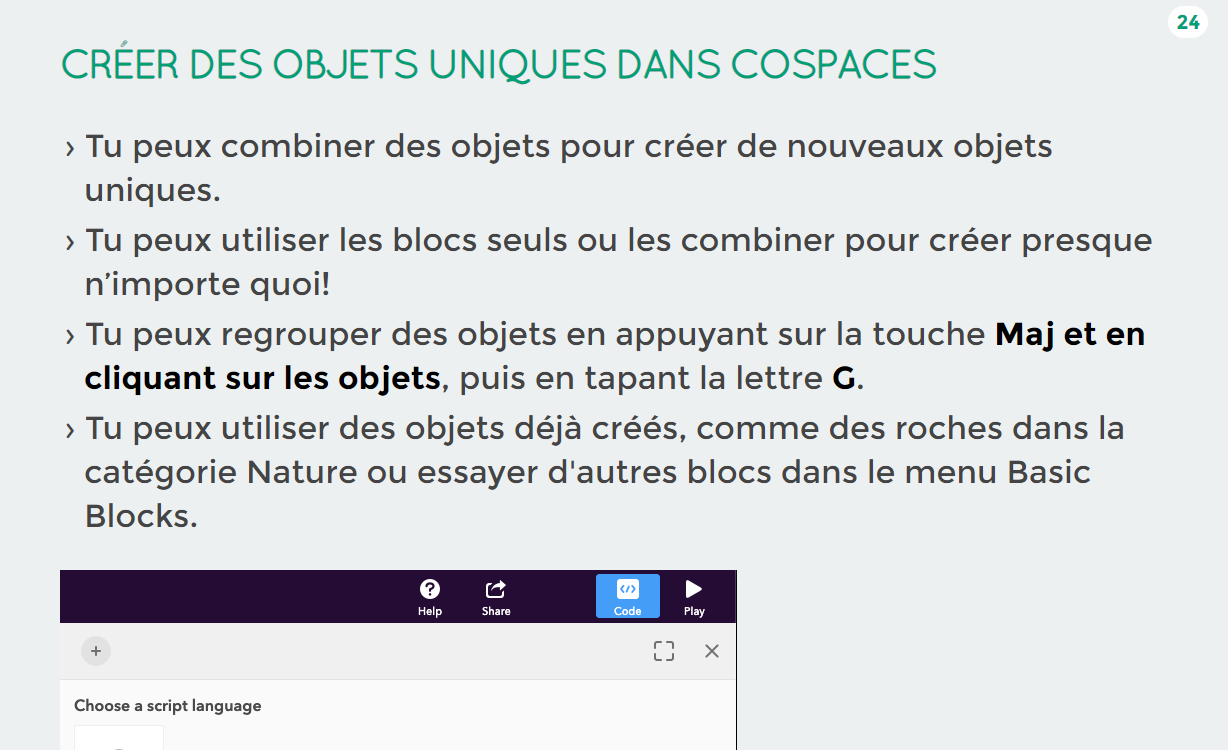 24
CRÉER DES OBJETS UNIQUES DANS COSPACES
› Tu peux combiner des objets pour créer de nouveaux objets
uniques.
› Tu peux utiliser les blocs seuls ou les combiner pour créer presque
n’importe quoi!
› Tu peux regrouper des objets en appuyant sur la touche Maj et en
cliquant sur les objets, puis en tapant la lettre G.
› Tu peux utiliser des objets déjà créés, comme des roches dans la
catégorie Nature ou essayer d'autres blocs dans le menu Basic
Blocks.
Help Share Code Play
Choose a script language